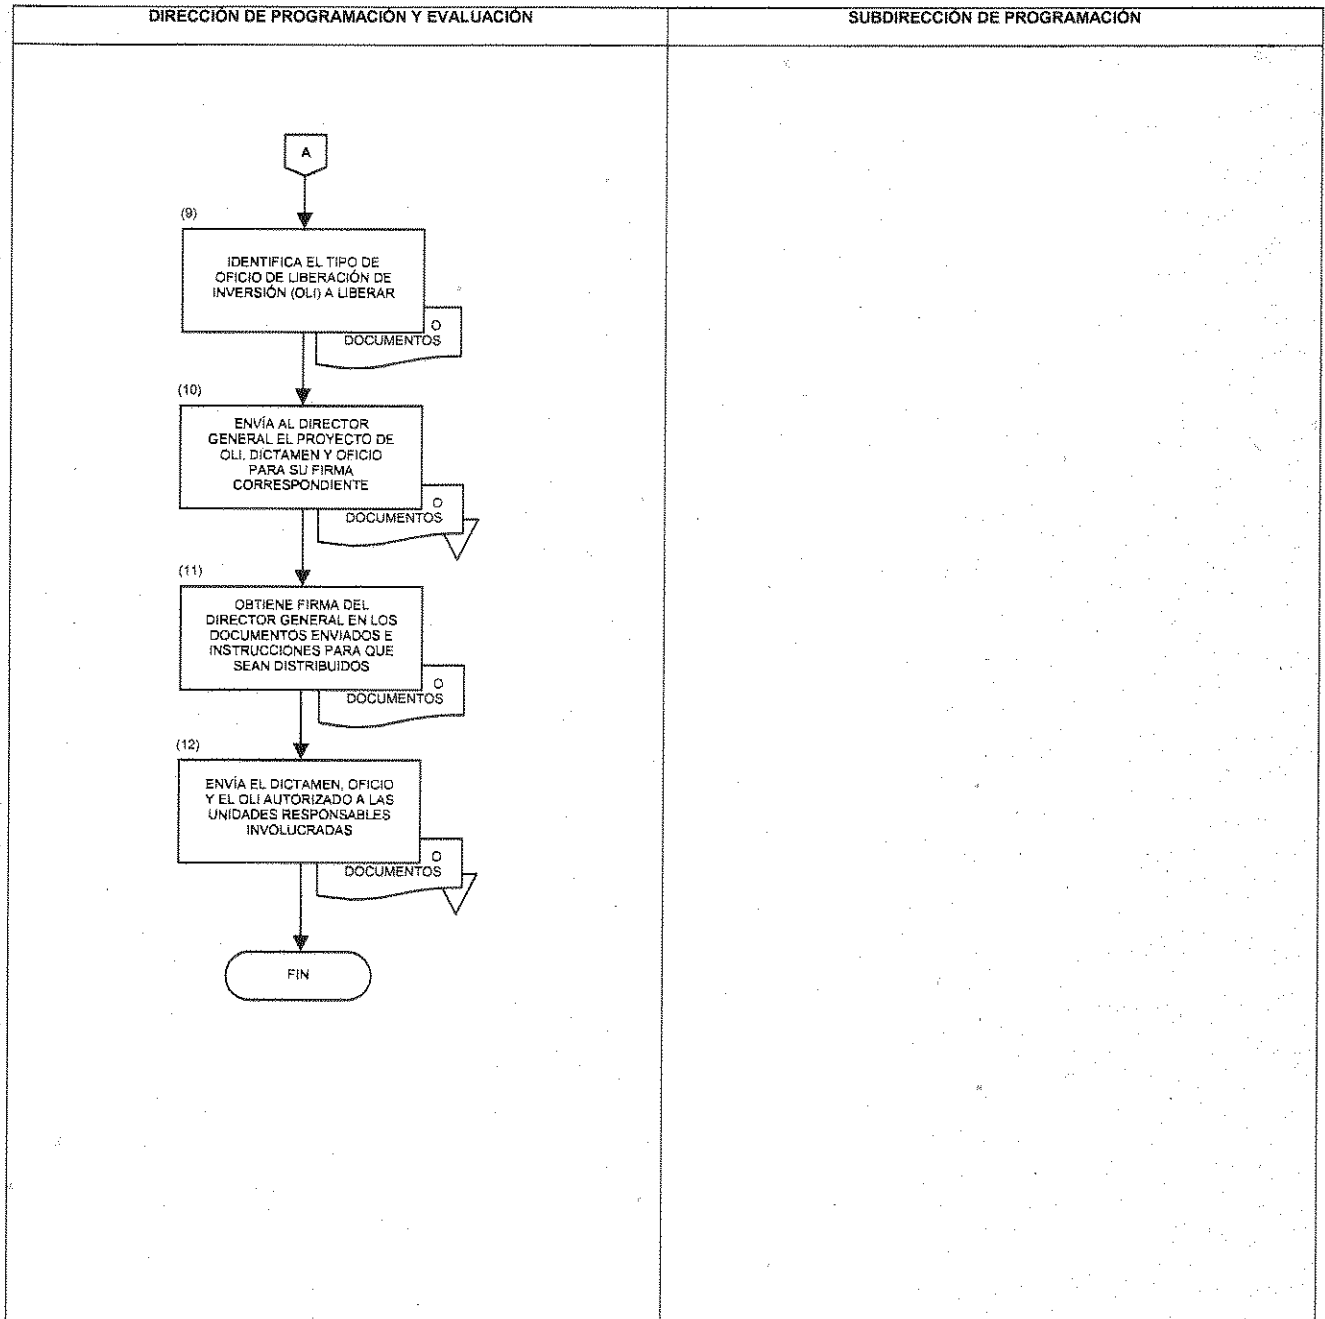 DIRECCIÓN DE PROGRAMACIÓN Y EVALUACIÓN
SUBDIRECCIÓN DE PROGRAMACIÓN
A
(9)
IDENTIFICA EL TIPO DE
OFICIO DE LIBERACIÓN DE
INVERSIÓN (OLI) A LIBERAR
O
DOCUMENTOS
(10)
ENVÍA AL DIRECTOR
GENERAL EL PROYECTO DE
OLI, DICTAMEN Y OFICIO
PARA SU FIRMA
CORRESPONDIENTE
O
DOCUMENTOS
(11)
OBTIENE FIRMA DEL
DIRECTOR GENERAL EN LOS
DOCUMENTOS ENVIADOS E
INSTRUCCIONES PARA QUE
SEAN DISTRIBUIDOS
O
DOCUMENTOS
(12)
ENVÍA EL DICTAMEN, OFICIO
Y EL OLI AUTORIZADO A LAS
UNIDADES RESPONSABLES
INVOLUCRADAS
O
DOCUMENTOS
FIN